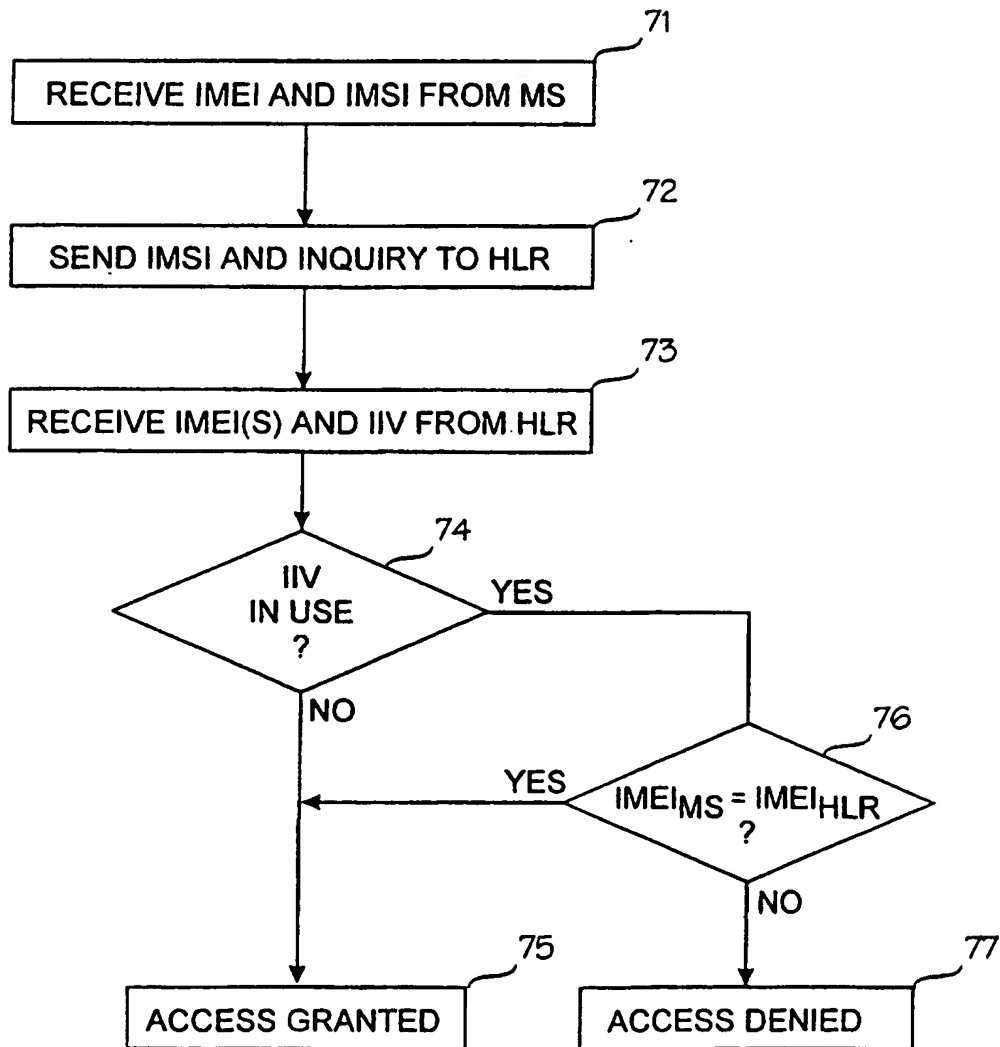 71
RECEIVE IMEI AND IMSI FROM MS
72
SEND IMSI AND INQUIRY TO HLR
73
RECEIVE IMEI(S) AND IIV FROM HLR
74
IIV
IN USE
?
YES
NO
76
YES
IMEIMS = IMEIHLR
?
NO
75
77
ACCESS GRANTED
ACCESS DENIED